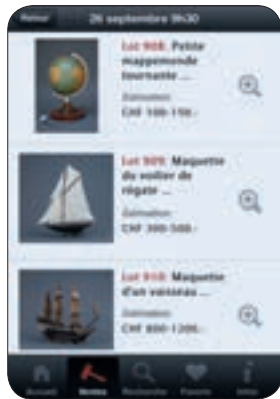 Retour
26 septembre 9h30
Lot 908. Petite
mappemonde
tournante ...
Estimation
CHF 100-150.-
Lot 909. Maquette
du voilier de
régate ...
Estimation
CHF 300-500.-
Lot 910. Maquette
d'un vaisseau ...
Estimation
CHF 800-1200.-
Accueil
Ventes
Recherche
Favoris
Infos